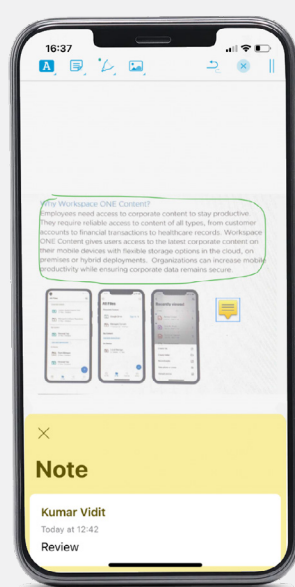 16:37
A
Why Workspace ONE Content?
Employees need access to corporate content to stay productive.
They require reliable access to content of all types, from customer
accounts to financial transactions to healthcare records. Workspace
ONE Content gives users access to the latest corporate content on
their mobile devices with flexible storage options in the cloud, on
premises or hybrid deployments. Organizations can increase mobile
productivity while ensuring corporate data remains secure.
All Files
Recently viewed
Note
Kumar Vidit
Today at 12:42
Review